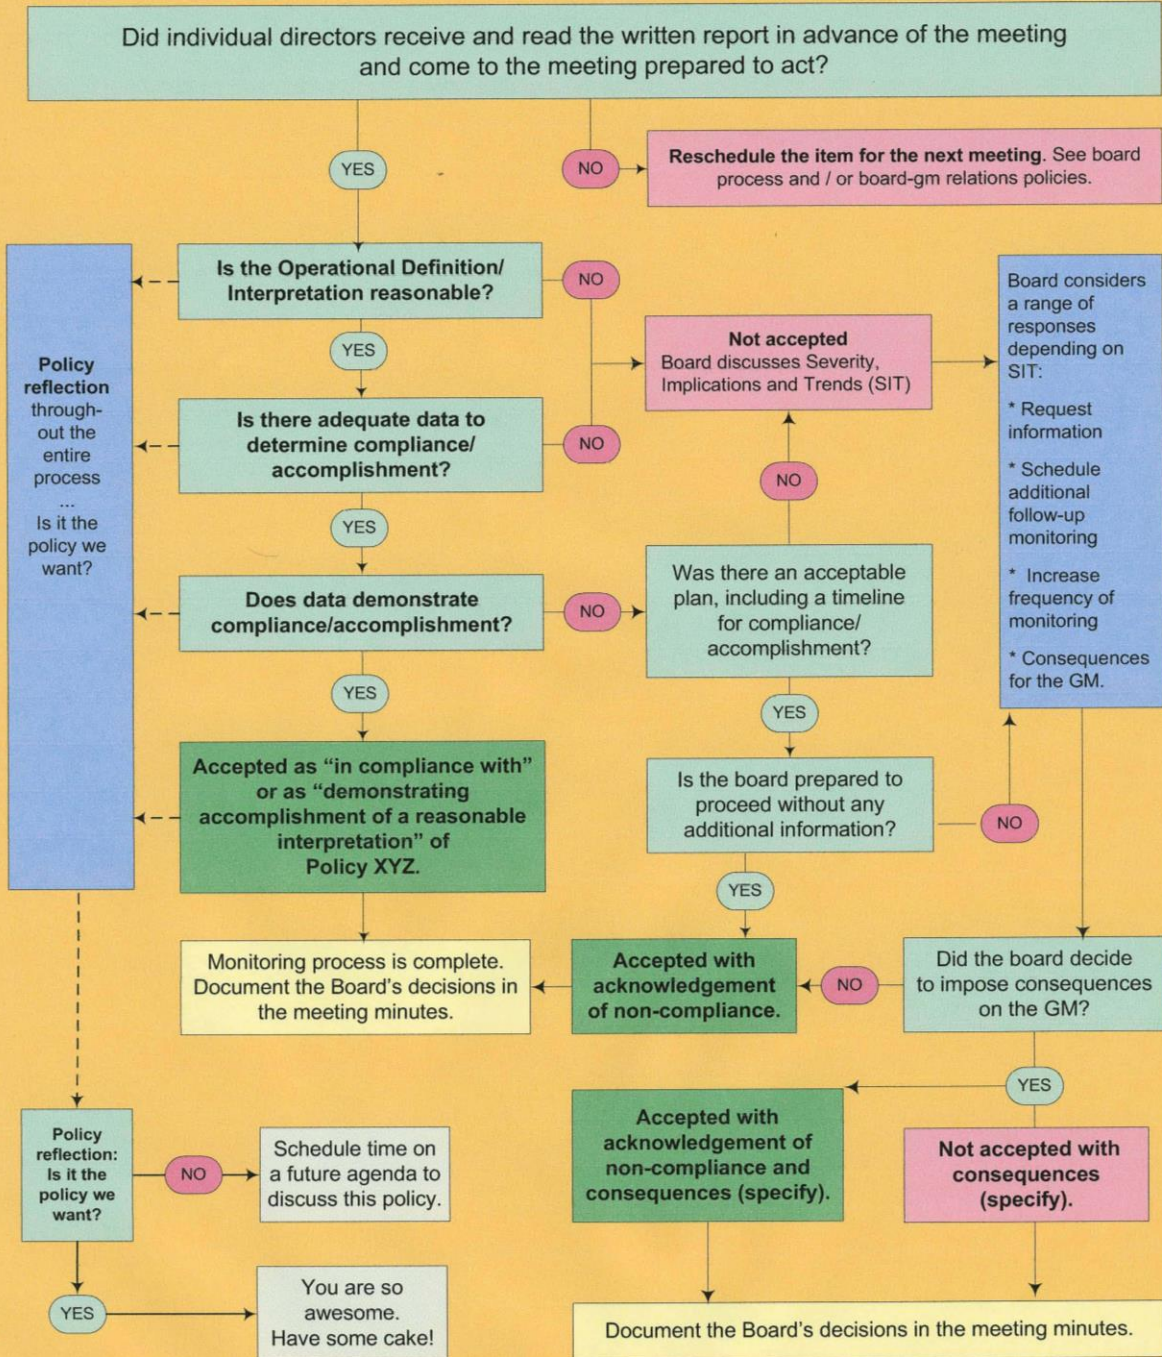 Did individual directors receive and read the written report in advance of the meeting
and come to the meeting prepared to act?
YES
NO
Reschedule the item for the next meeting. See board
process and / or board-gm relations policies.
Policy
reflection
through-
out the
entire
process
...
Is it the
policy we
want?
Is the Operational Definition/
Interpretation reasonable?
NO
YES
Is there adequate data to
determine compliance/
accomplishment?
NO
Not accepted
Board discusses Severity,
Implications and Trends (SIT)
Board considers
a range of
responses
depending on
SIT:
* Request
information
* Schedule
additional
follow-up
monitoring
* Increase
frequency of
monitoring
* Consequences
for the GM.
YES
NO
Does data demonstrate
compliance/accomplishment?
NO
Was there an acceptable
plan, including a timeline
for compliance/
accomplishment?
YES
YES
Accepted as “in compliance with”
or as “demonstrating
accomplishment of a reasonable
interpretation” of
Policy XYZ.
Is the board prepared to
proceed without any
additional information?
NO
YES
Monitoring process is complete.
Document the Board’s decisions in
the meeting minutes.
Accepted with
acknowledgement
of non-compliance.
NO
Did the board decide
to impose consequences
on the GM?
YES
Policy
reflection:
Is it the
policy we
want?
NO
Schedule time on
a future agenda to
discuss this policy.
Accepted with
acknowledgement of
non-compliance and
consequences (specify).
Not accepted with
consequences
(specify).
YES
You are so
awesome.
Have some cake!
Document the Board’s decisions in the meeting minutes.